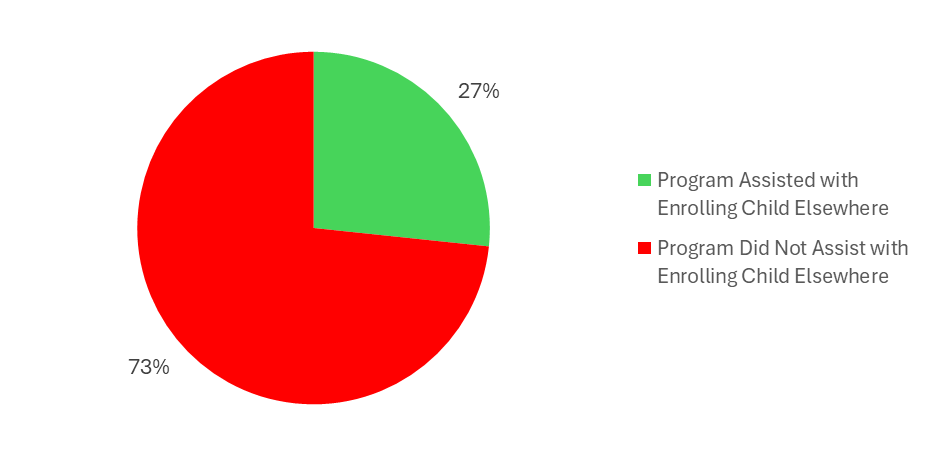 27%
Program Assisted with
Enrolling Child Elsewhere
Program Did Not Assist with
Enrolling Child Elsewhere
73%